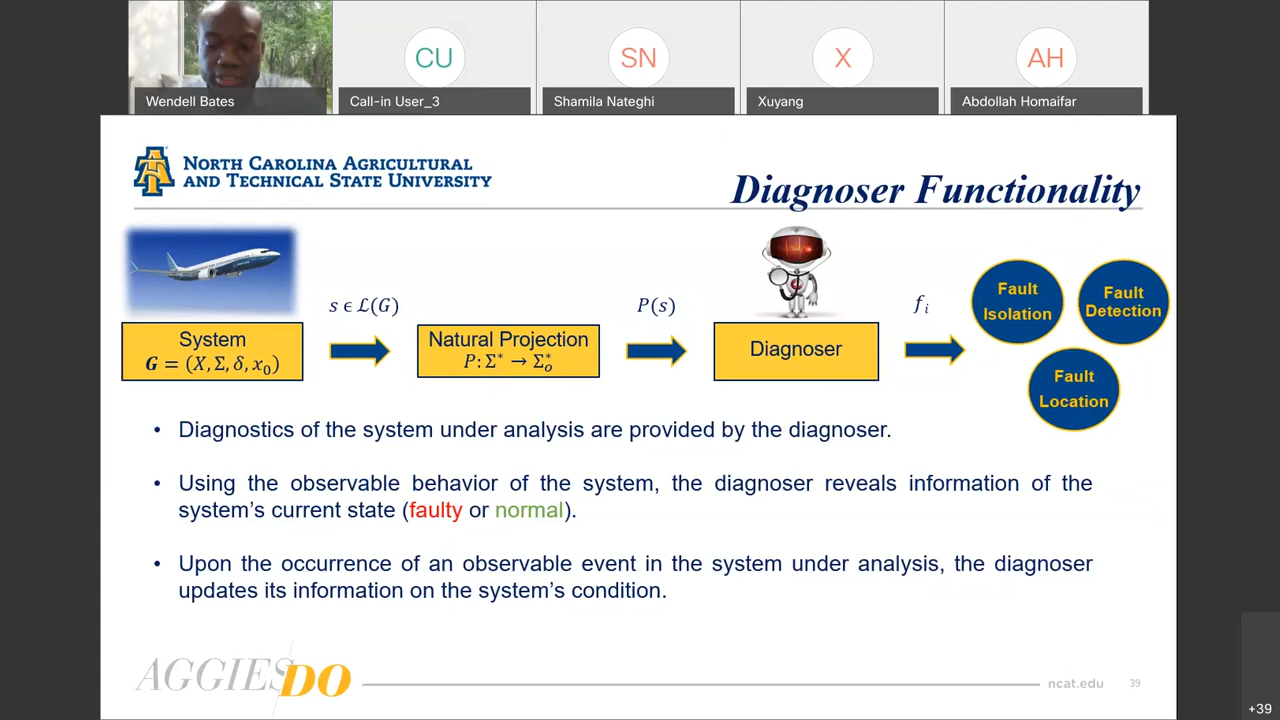 CU
SN
X
AH
Wendell Bates
Call-in User_3
Shamila Nateghi
Xuyang
Abdollah Homaifar
NORTH CAROLINA AGRICULTURAL
AND TECHNICAL STATE UNIVERSITY
Diagnoser Functionality
s ∈ ℒ(G)
P(s)
f_i
Fault
Isolation
Fault
Detection
System
G = (X, Σ, δ, x₀)
Natural Projection
P: Σ* → Σₒ*
Diagnoser
Fault
Location
• Diagnostics of the system under analysis are provided by the diagnoser.
• Using the observable behavior of the system, the diagnoser reveals information of the
system's current state (faulty or normal).
• Upon the occurrence of an observable event in the system under analysis, the diagnoser
updates its information on the system's condition.
AGGIES DO
ncat.edu 39
+39